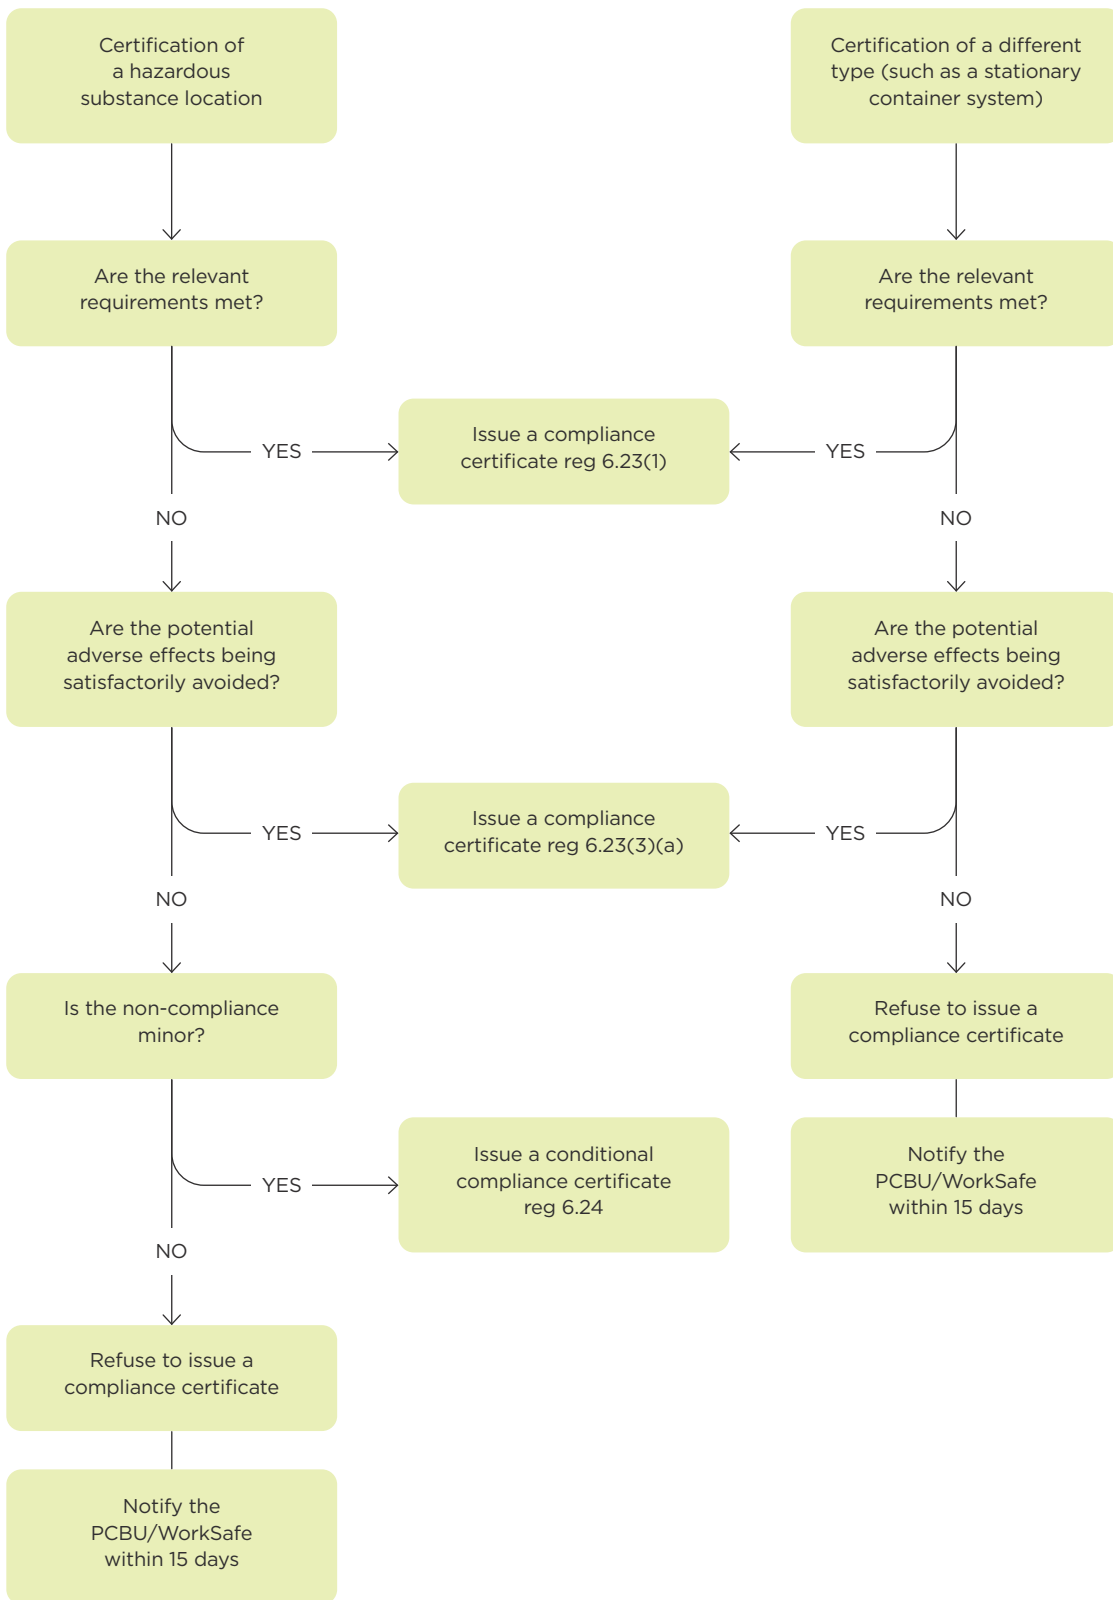 Certification of
a hazardous
substance location
Certification of a different
type (such as a stationary
container system)
Are the relevant
requirements met?
Are the relevant
requirements met?
YES
Issue a compliance
certificate reg 6.23(1)
YES
NO
NO
Are the potential
adverse effects being
satisfactorily avoided?
Are the potential
adverse effects being
satisfactorily avoided?
YES
Issue a compliance
certificate reg 6.23(3)(a)
YES
NO
NO
Is the non-compliance
minor?
Refuse to issue a
compliance certificate
YES
Issue a conditional
compliance certificate
reg 6.24
Notify the
PCBU/WorkSafe
within 15 days
NO
Refuse to issue a
compliance certificate
Notify the
PCBU/WorkSafe
within 15 days